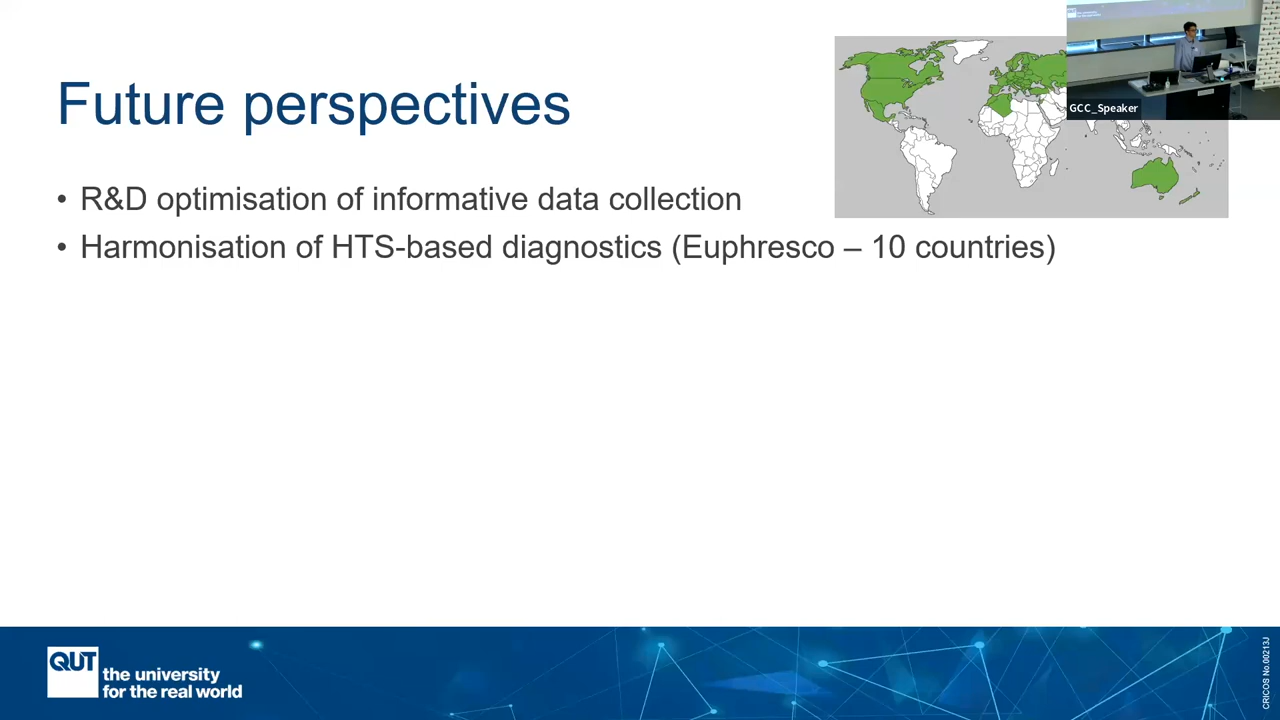 Future perspectives
GCC_Speaker
• R&D optimisation of informative data collection
• Harmonisation of HTS-based diagnostics (Euphresco – 10 countries)
QUT
the university
for the real world
CRICOS No.00213J